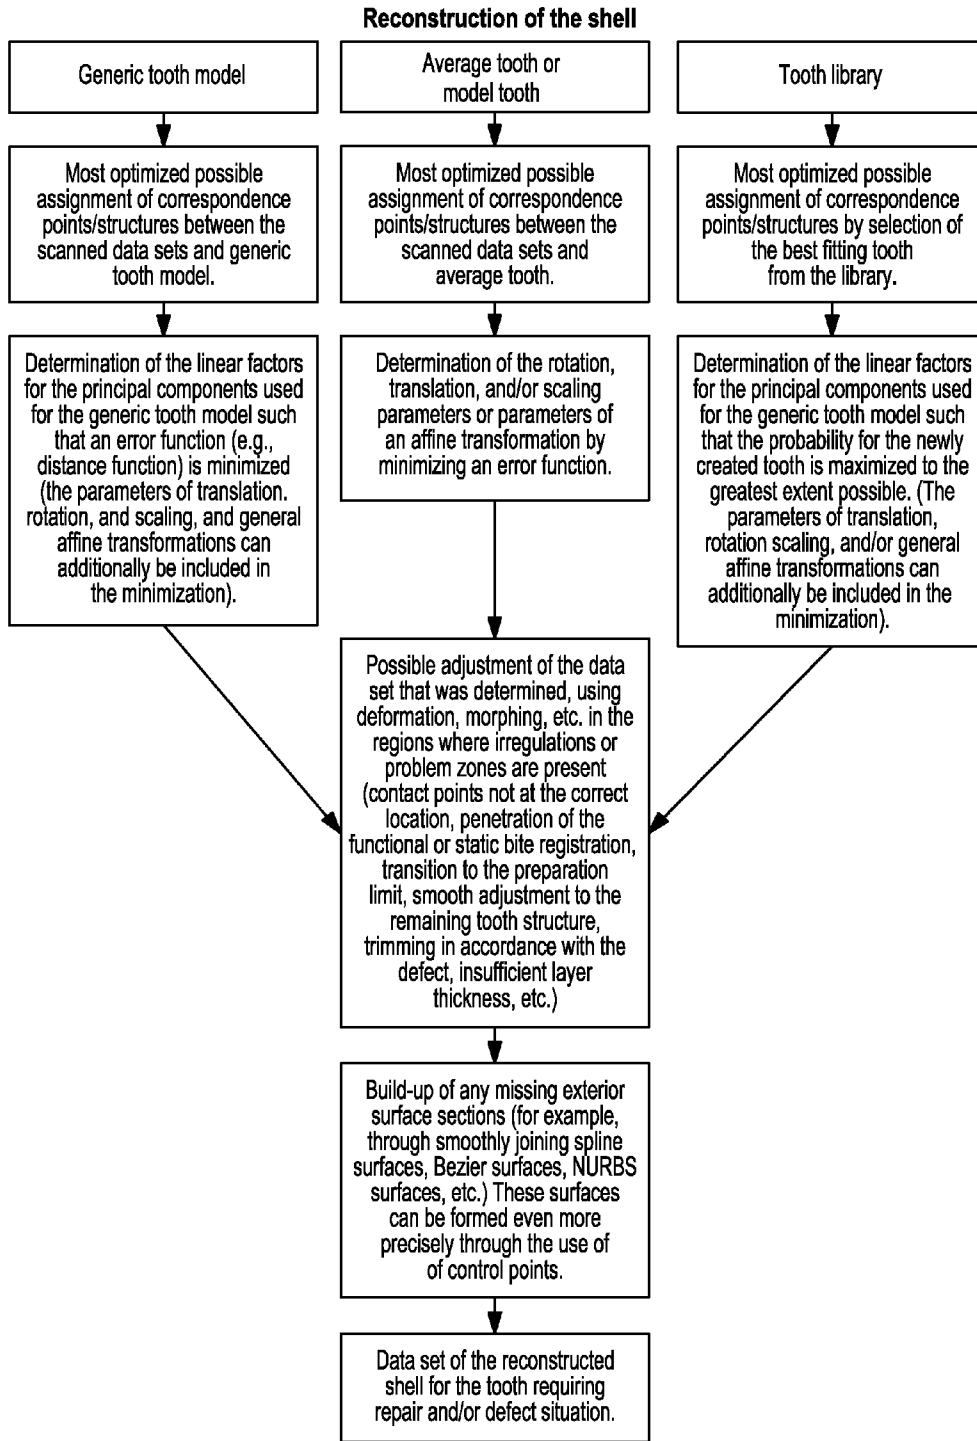 Reconstruction of the shell
Generic tooth model
Average tooth or
model tooth
Tooth library
Most optimized possible
assignment of correspondence
points/structures between the
scanned data sets and generic
tooth model.
Most optimized possible
assignment of correspondence
points/structures between the
scanned data sets and
average tooth.
Most optimized possible
assignment of correspondence
points/structures by selection of
the best fitting tooth
from the library.
Determination of the linear factors
for the principal components used
for the generic tooth model such
that an error function (e.g.,
distance function) is minimized
(the parameters of translation.
rotation, and scaling, and general
affine transformations can
additionally be included in
the minimization).
Determination of the rotation,
translation, and/or scaling
parameters or parameters of
an affine transformation by
minimizing an error function.
Determination of the linear factors
for the principal components used
for the generic tooth model such
that the probability for the newly
created tooth is maximized to the
greatest extent possible. (The
parameters of translation,
rotation scaling, and/or general
affine transformations can
additionally be included in the
minimization).
Possible adjustment of the data
set that was determined, using
deformation, morphing, etc. in the
regions where irregulations or
problem zones are present
(contact points not at the correct
location, penetration of the
functional or static bite registration,
transition to the preparation
limit, smooth adjustment to the
remaining tooth structure,
trimming in accordance with the
defect, insufficient layer
thickness, etc.)
Build-up of any missing exterior
surface sections (for example,
through smoothly joining spline
surfaces, Bezier surfaces, NURBS
surfaces, etc.) These surfaces
can be formed even more
precisely through the use of
of control points.
Data set of the reconstructed
shell for the tooth requiring
repair and/or defect situation.